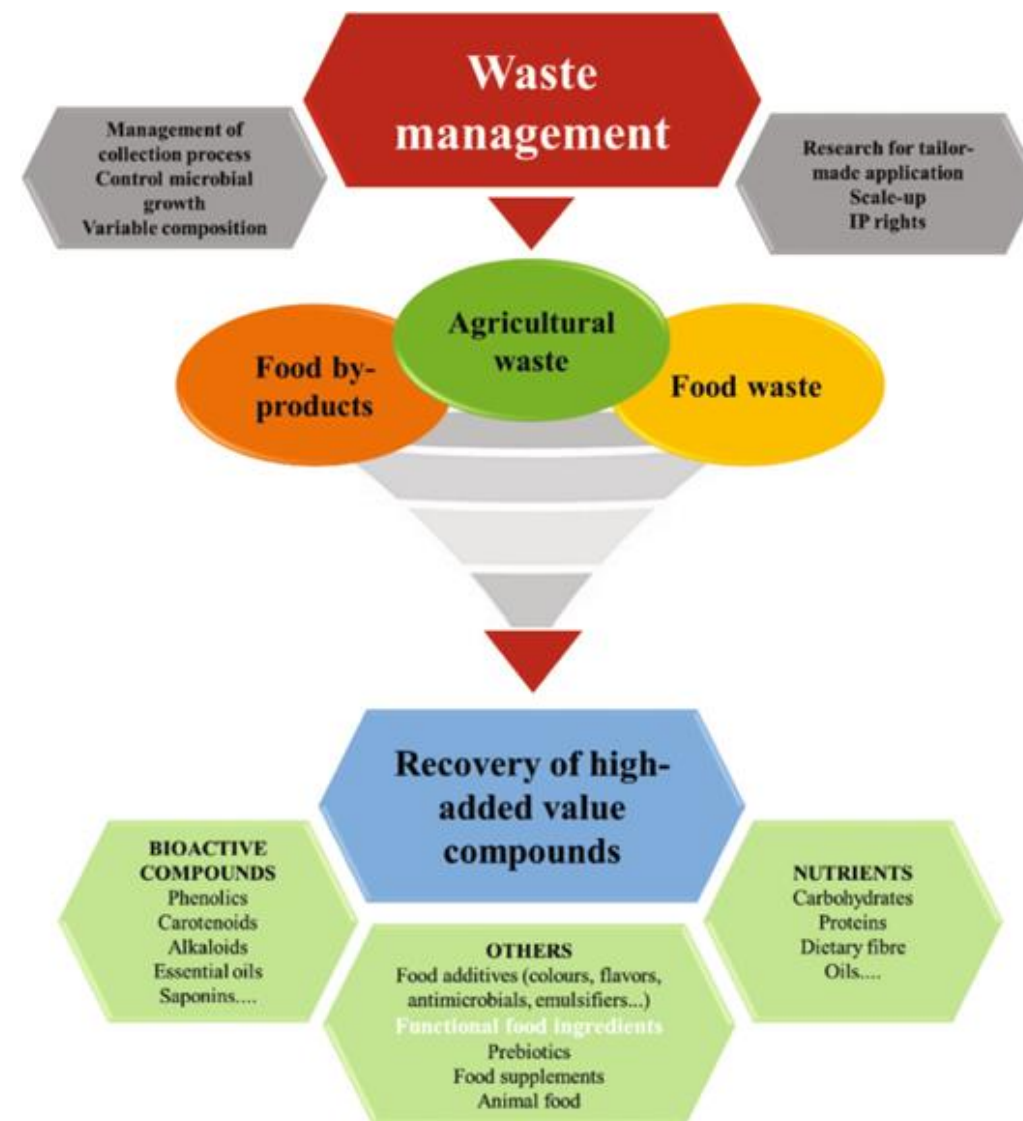 Waste
management
Management of
collection process
Control microbial
growth
Variable composition
Research for tailor-
made application
Scale-up
IP rights
Food by-
products
Agricultural
waste
Food waste
Recovery of high-
added value
compounds
BIOACTIVE
COMPOUNDS
Phenolics
Carotenoids
Alkaloids
Essential oils
Saponins....
OTHERS
Food additives (colours, flavors,
antimicrobials, emulsifiers...)
Functional food ingredients
Prebiotics
Food supplements
Animal food
NUTRIENTS
Carbohydrates
Proteins
Dietary fibre
Oils....